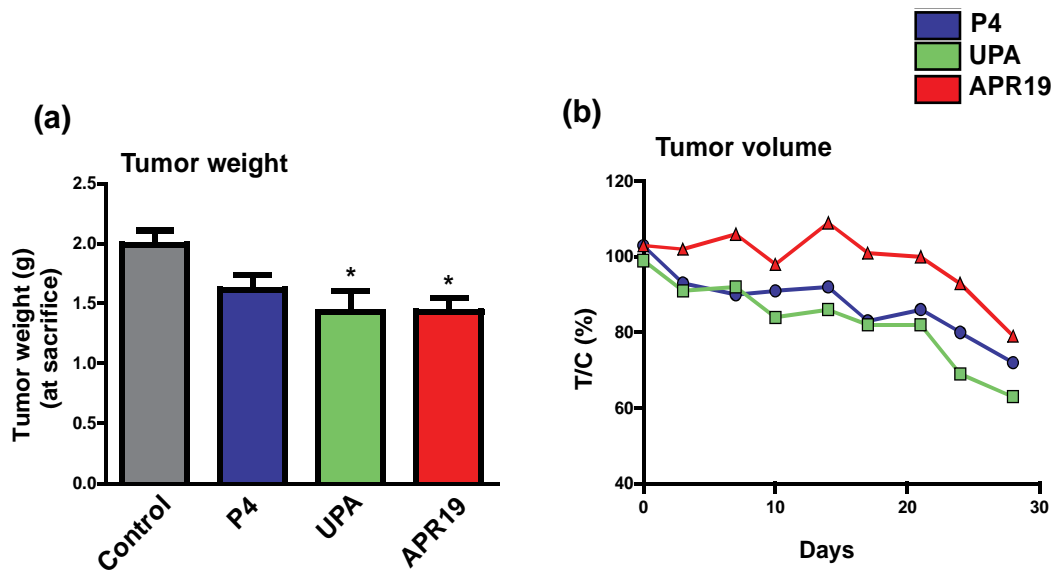 P4
UPA
APR19
(a)
Tumor weight
Tumor weight (g)
(at sacrifice)
2.5
2.0
1.5
1.0
0.5
0.0
*
*
Control
P4
UPA
APR19
(b)
Tumor volume
T/C (%)
120
100
80
60
40
0
10
20
30
Days